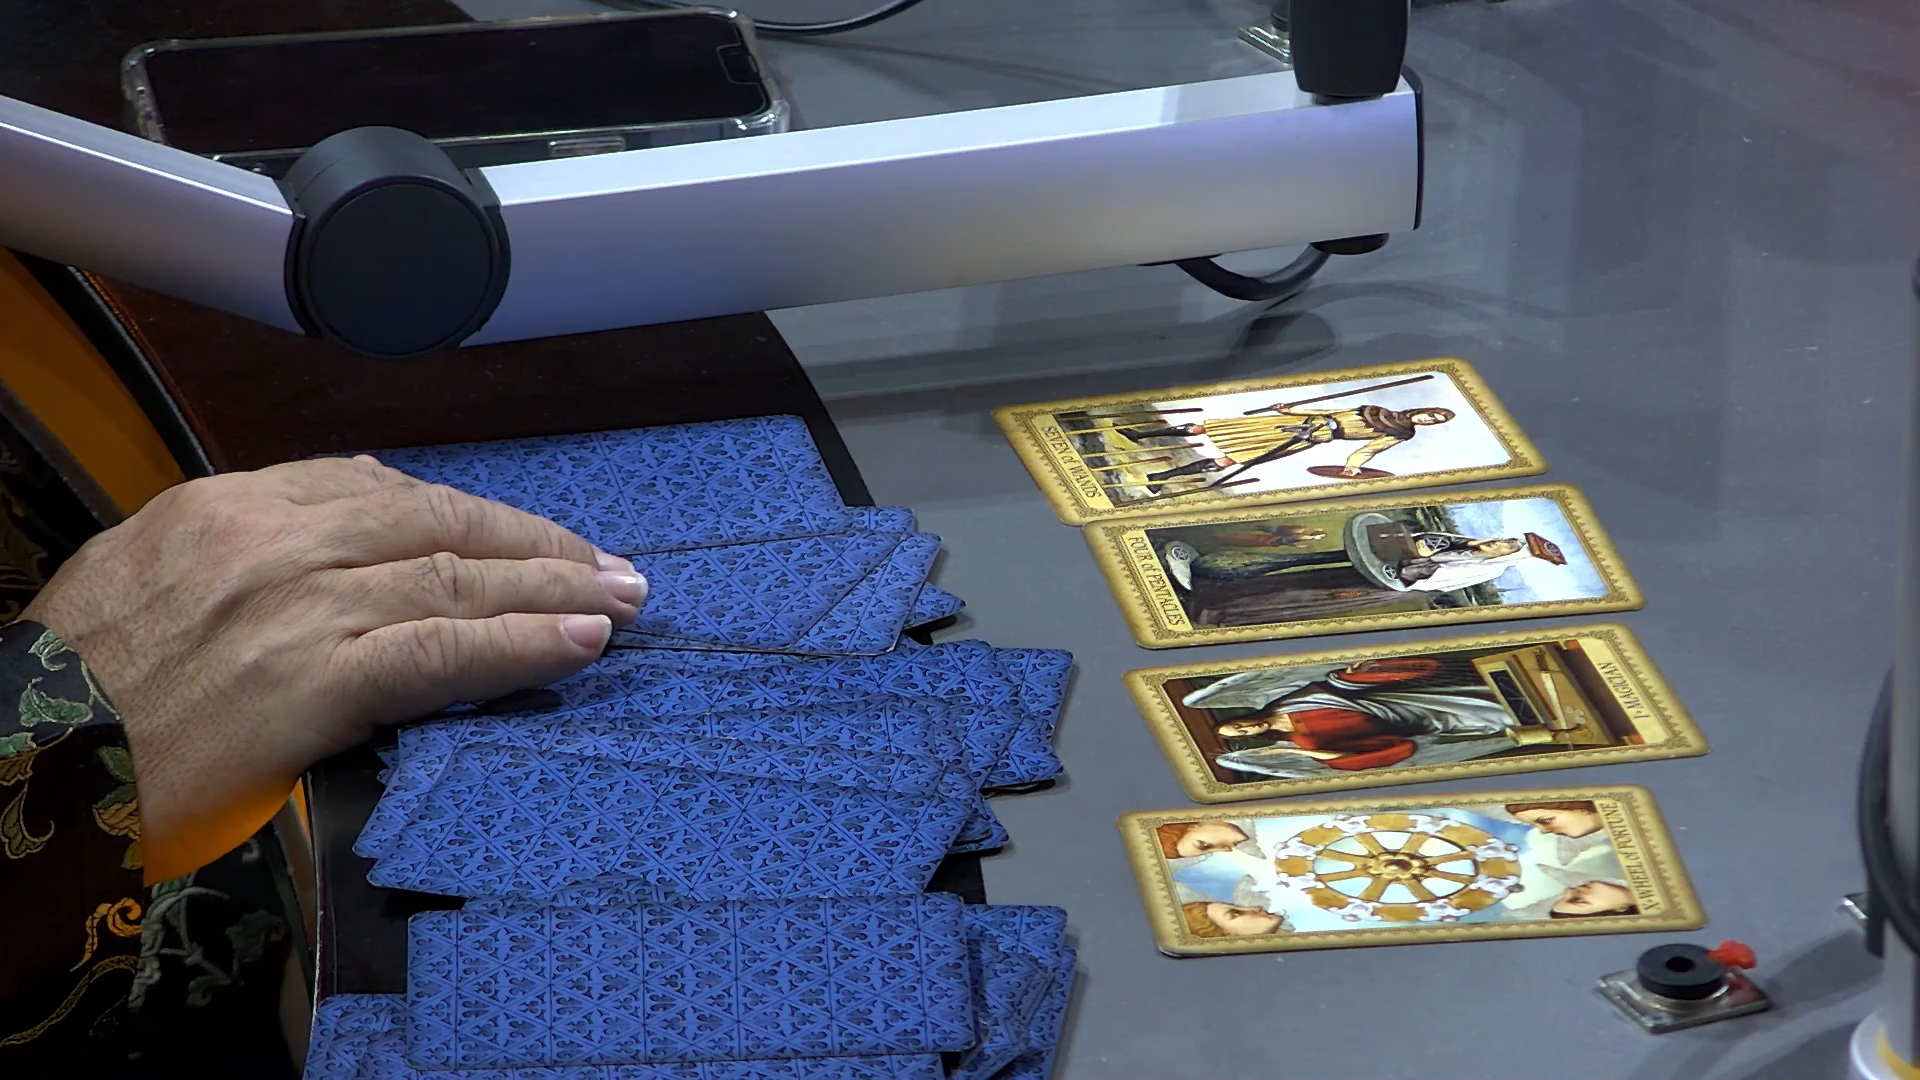 SEVEN of WANDS
FOUR of PENTACLES
I-MAGICIAN
X-WHEEL of FORTUNE